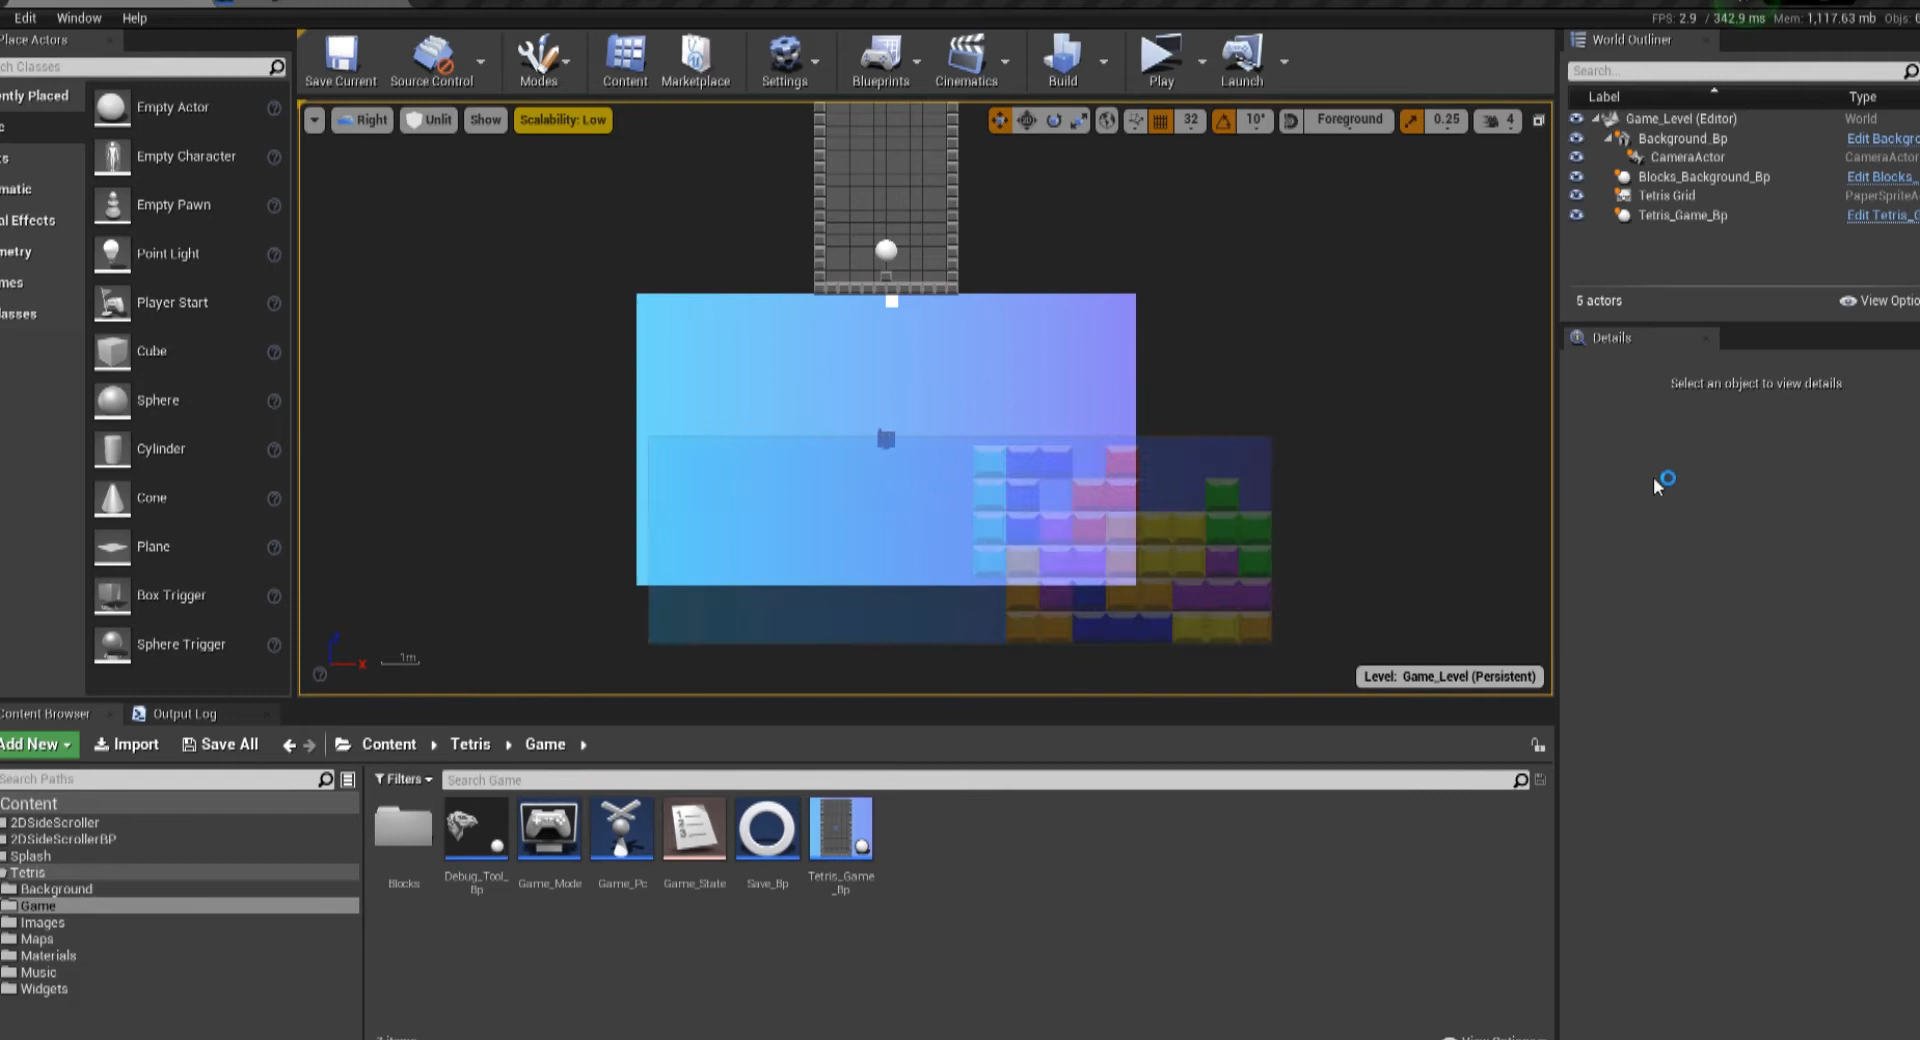 Edit Window Help
FPS: 2.9 / 342.9 ms Mem: 1,117.63 mb Objs:
Place Actors
ch Classes
ntly Placed
Empty Actor
Empty Character
Empty Pawn
Point Light
Player Start
Cube
Sphere
Cylinder
Cone
Plane
Box Trigger
Sphere Trigger
c
s
matic
al Effects
metry
mes
lasses
Save Current
Source Control
Modes
Content
Marketplace
Settings
Blueprints
Cinematics
Build
Play
Launch
Right
Unlit
Show
Scalability: Low
32
10°
Foreground
0.25
4
x
1m
Level: Game_Level (Persistent)
World Outliner
Search...
Label Type
Game_Level (Editor) World
Background_Bp Edit Backgro
CameraActor CameraActor
Blocks_Background_Bp Edit Blocks_
Tetris Grid PaperSpriteA
Tetris_Game_Bp Edit Tetris_G
5 actors
View Optio
Details
Select an object to view details
Content Browser
Output Log
Add New Import Save All Content Tetris Game
Search Paths
Filters
Search Game
Content
2DSideScroller
2DSideScrollerBP
Splash
Tetris
Background
Game
Images
Maps
Materials
Music
Widgets
Blocks
Debug_Tool_
Bp
Game_Mode
Game_Pc
Game_State
Save_Bp
Tetris_Game
_Bp